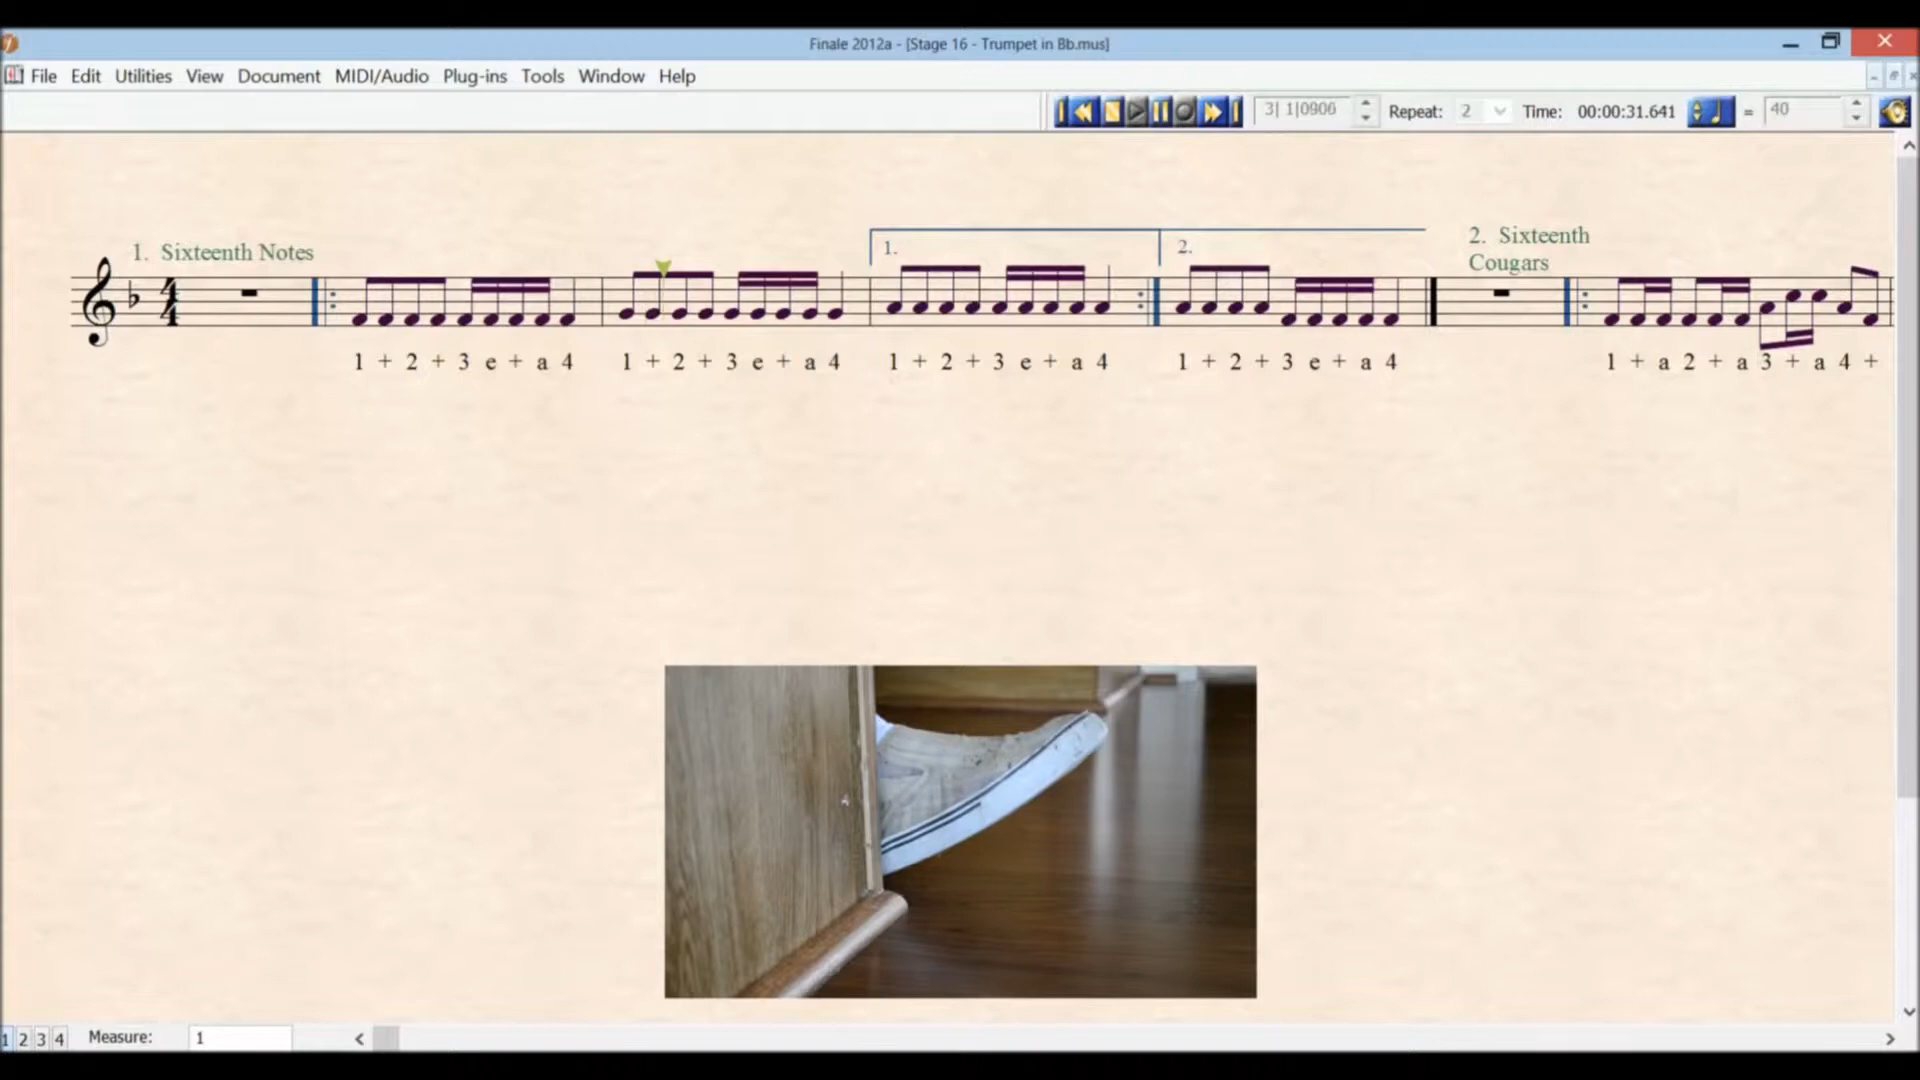 Finale 2012a - [Stage 16 - Trumpet in Bb.mus]
File Edit Utilities View Document MIDI/Audio Plug-ins Tools Window Help
3| 1|0906 Repeat: 2 Time: 00:00:31.641 = 40
1. Sixteenth Notes
1.
2.
2. Sixteenth
Cougars
4
4
1 + 2 + 3 e + a 4 1 + 2 + 3 e + a 4 1 + 2 + 3 e + a 4 1 + 2 + 3 e + a 4 1 + a 2 + a 3 + a 4 +
1 2 3 4 Measure: 1